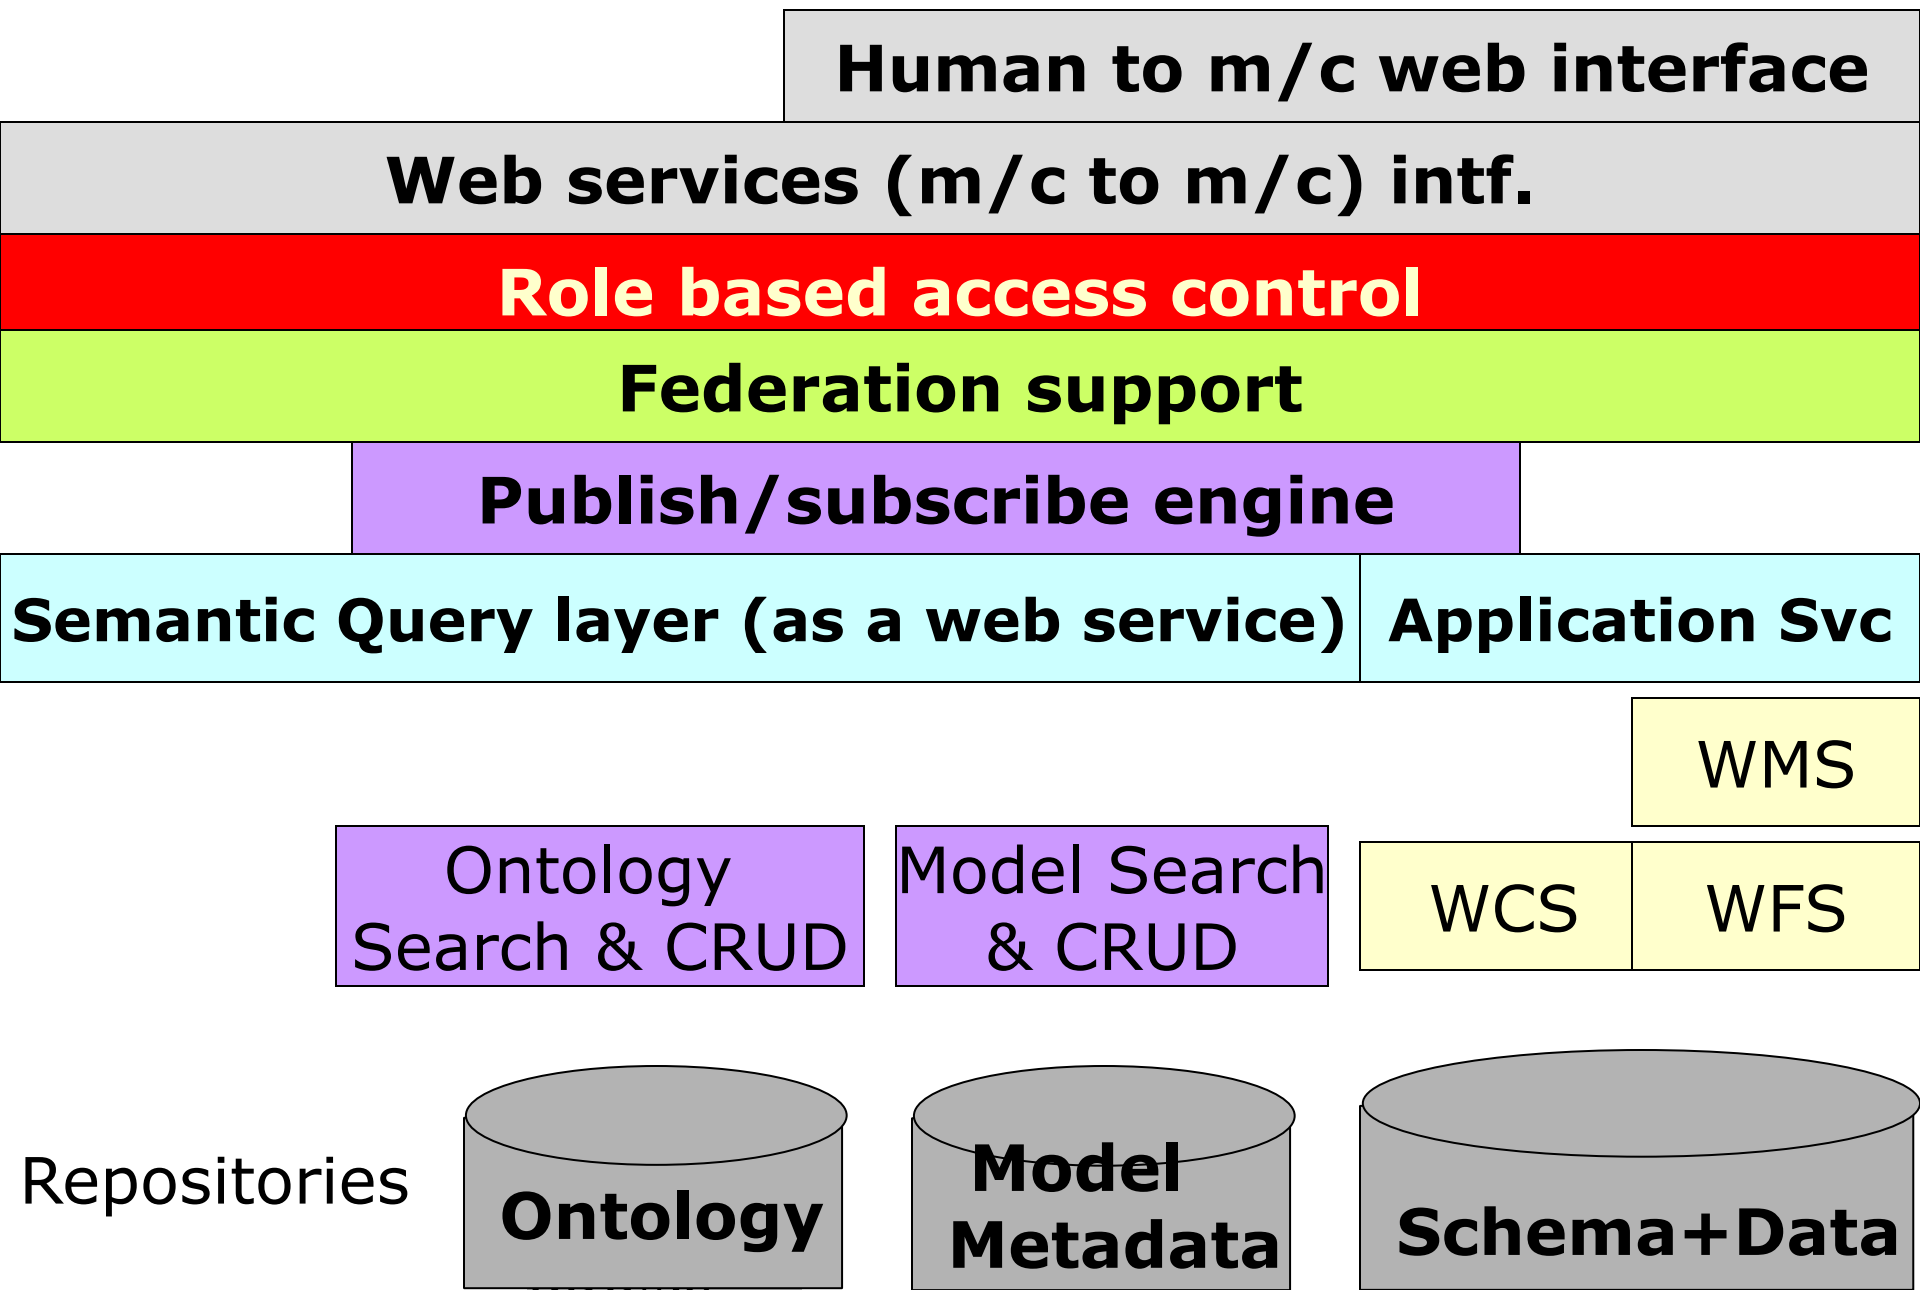 Human to m/c web interface
Web services (m/c to m/c) intf.
Role based access control
Federation support
Publish/subscribe engine
Semantic Query layer (as a web service)
Application Svc
WMS
Ontology
Search & CRUD
Model Search
& CRUD
WCS
WFS
Repositories
Ontology
Model
Metadata
Schema+Data